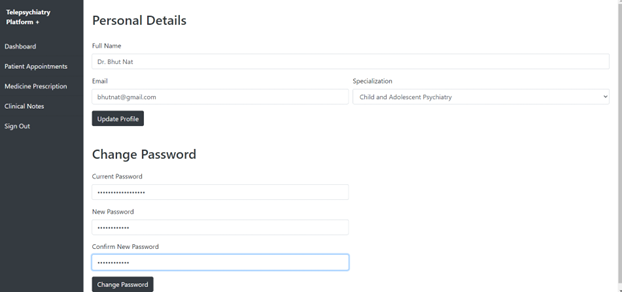 Telepsychiatry
Platform +
Dashboard
Patient Appointments
Medicine Prescription
Clinical Notes
Sign Out
Personal Details
Full Name
Dr. Bhut Nat
Email
Specialization
bhutnat@gmail.com
Child and Adolescent Psychiatry
Update Profile
Change Password
Current Password
••••••••••••••••••
New Password
••••••••••••
Confirm New Password
••••••••••••
Change Password